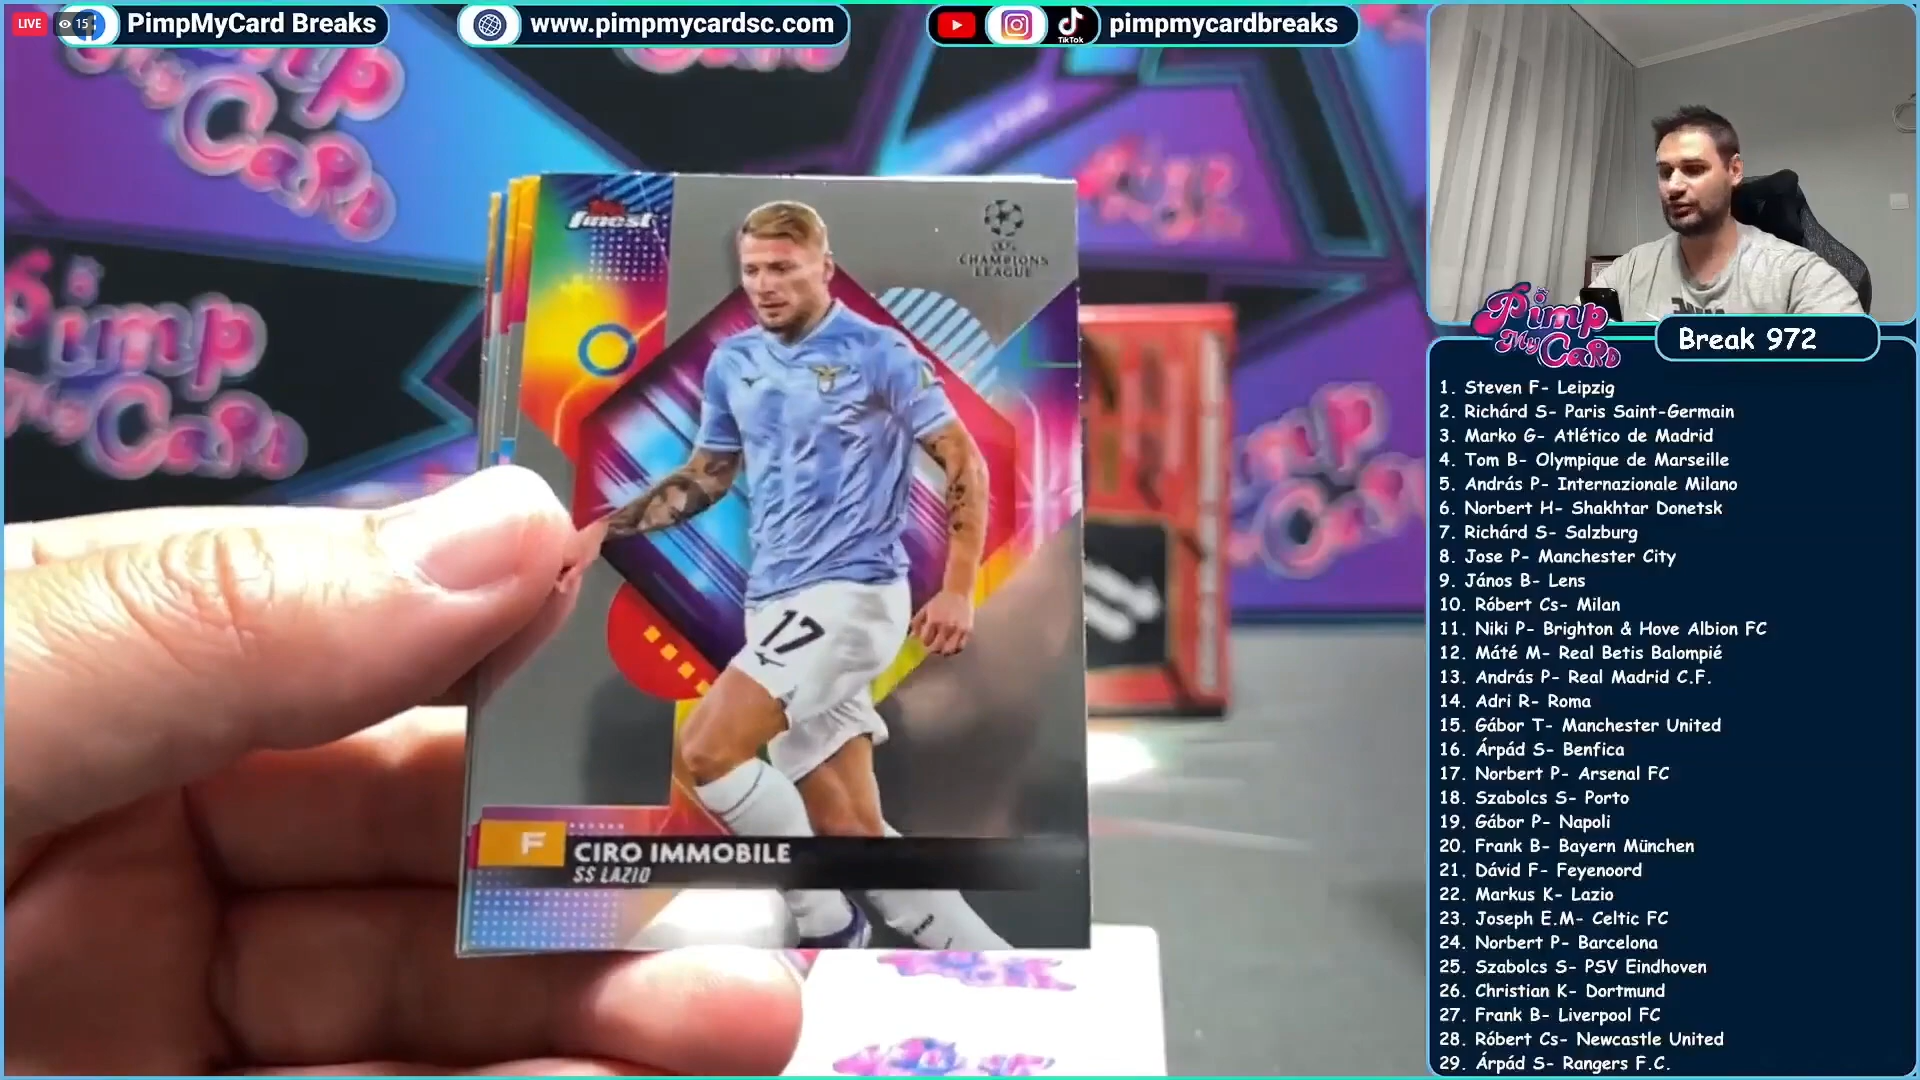 LIVE
15
PimpMyCard Breaks
www.pimpmycardsc.com
TikTok
pimpmycardbreaks
Pimp
My Card
finest
CHAMPIONS
LEAGUE
17
F
CIRO IMMOBILE
SS LAZIO
Pimp
My Card
Break 972
1. Steven F- Leipzig
2. Richárd S- Paris Saint-Germain
3. Marko G- Atlético de Madrid
4. Tom B- Olympique de Marseille
5. András P- Internazionale Milano
6. Norbert H- Shakhtar Donetsk
7. Richárd S- Salzburg
8. Jose P- Manchester City
9. János B- Lens
10. Róbert Cs- Milan
11. Niki P- Brighton & Hove Albion FC
12. Máté M- Real Betis Balompié
13. András P- Real Madrid C.F.
14. Adri R- Roma
15. Gábor T- Manchester United
16. Árpád S- Benfica
17. Norbert P- Arsenal FC
18. Szabolcs S- Porto
19. Gábor P- Napoli
20. Frank B- Bayern München
21. Dávid F- Feyenoord
22. Markus K- Lazio
23. Joseph E.M- Celtic FC
24. Norbert P- Barcelona
25. Szabolcs S- PSV Eindhoven
26. Christian K- Dortmund
27. Frank B- Liverpool FC
28. Róbert Cs- Newcastle United
29. Árpád S- Rangers F.C.